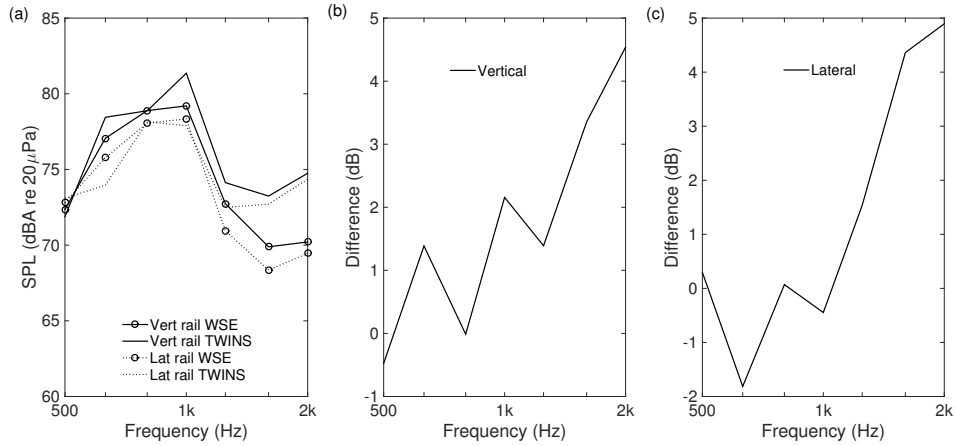 (a)
85
80
75
70
65
60
SPL (dBA re 20μPa)
Vert rail WSE
Vert rail TWINS
Lat rail WSE
Lat rail TWINS
500 1k 2k
Frequency (Hz)
(b)
5
4
3
2
1
0
-1
Difference (dB)
Vertical
500 1k 2k
Frequency (Hz)
(c)
5
4
3
2
1
0
-1
-2
Difference (dB)
Lateral
500 1k 2k
Frequency (Hz)